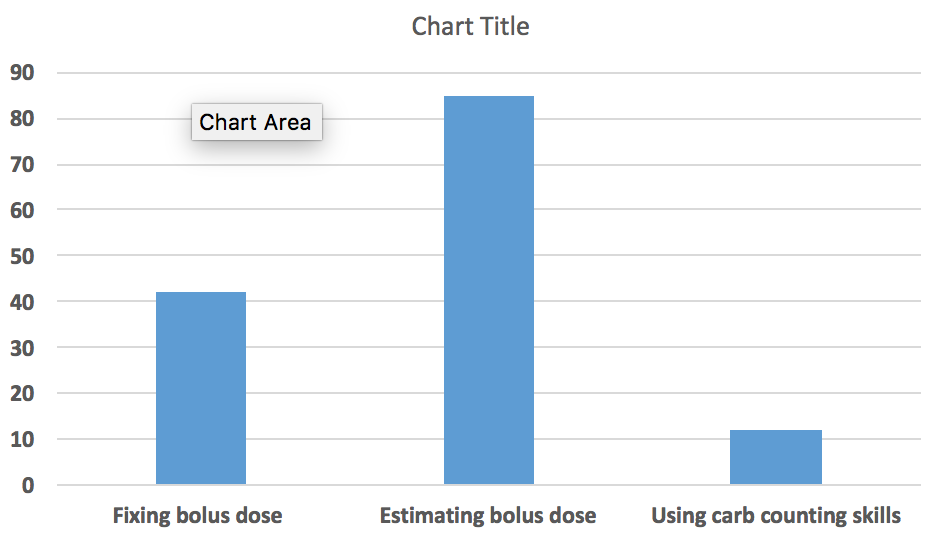 Chart Title
90
Chart Area
80
70
60
50
40
30
20
10
0
Fixing bolus dose
Estimating bolus dose
Using carb counting skills